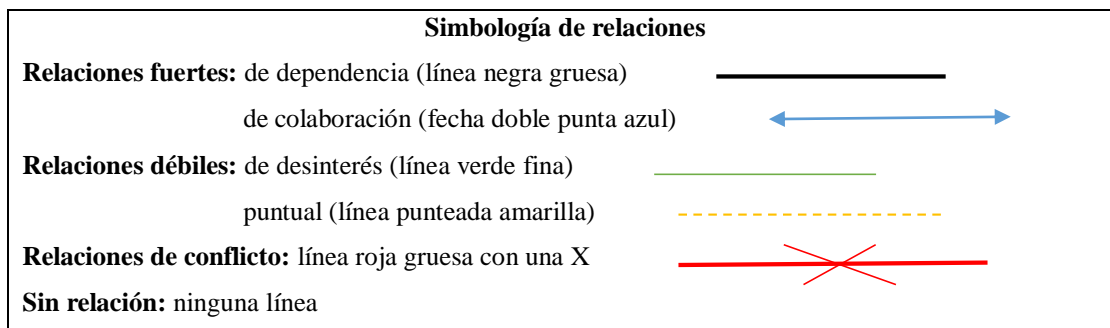 Simbología de relaciones
Relaciones fuertes: de dependencia (línea negra gruesa)
de colaboración (fecha doble punta azul)
Relaciones débiles: de desinterés (línea verde fina)
puntual (línea punteada amarilla)
Relaciones de conflicto: línea roja gruesa con una X
Sin relación: ninguna línea